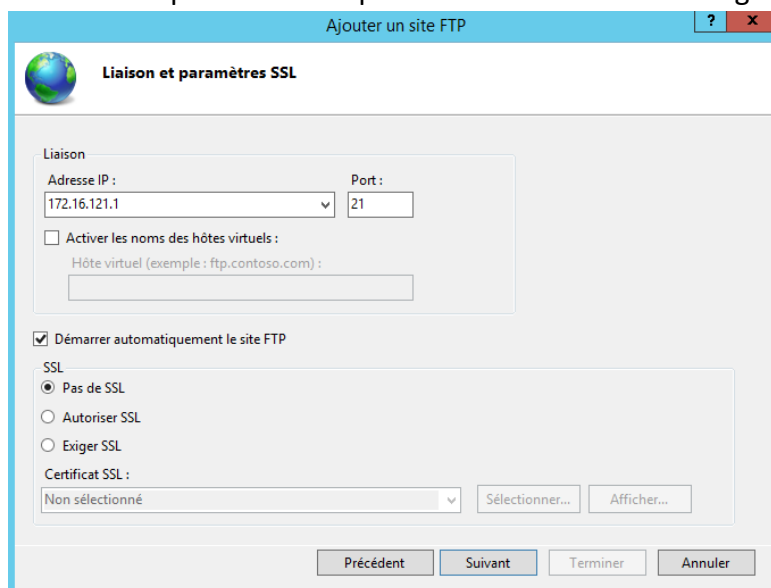 Ajouter un site FTP
? x
Liaison et paramètres SSL
Liaison
Adresse IP : Port :
172.16.121.1 21
Activer les noms des hôtes virtuels :
Hôte virtuel (exemple : ftp.contoso.com) :
Démarrer automatiquement le site FTP
SSL
Pas de SSL
Autoriser SSL
Exiger SSL
Certificat SSL :
Non sélectionné Sélectionner... Afficher...
Précédent Suivant Terminer Annuler